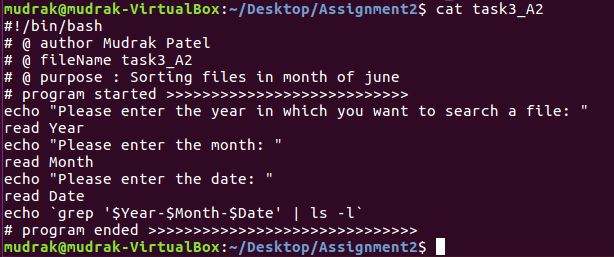 mudrak@mudrak-VirtualBox:~/Desktop/Assignment2$ cat task3_A2
#!/bin/bash
# @ author Mudrak Patel
# @ fileName task3_A2
# @ purpose : Sorting files in month of june
# program started >>>>>>>>>>>>>>>>>>>>>>>>>>>
echo "Please enter the year in which you want to search a file: "
read Year
echo "Please enter the month: "
read Month
echo "Please enter the date: "
read Date
echo `grep '$Year-$Month-$Date' | ls -l`
# program ended >>>>>>>>>>>>>>>>>>>>>>>>>>>>>>
mudrak@mudrak-VirtualBox:~/Desktop/Assignment2$